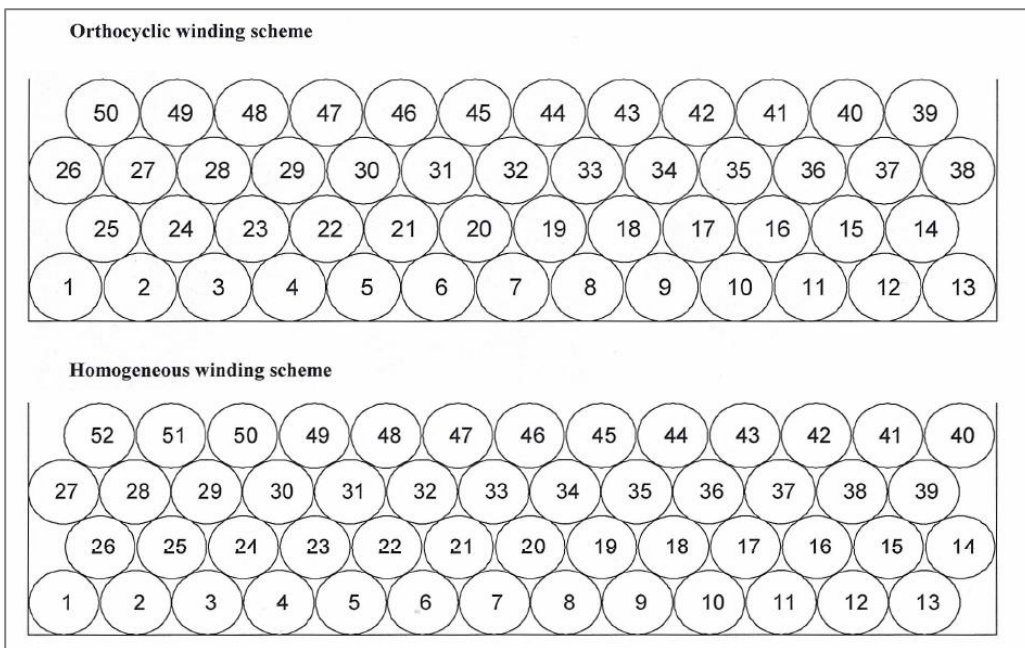 Orthocyclic winding scheme
50 49 48 47 46 45 44 43 42 41 40 39
26 27 28 29 30 31 32 33 34 35 36 37 38
25 24 23 22 21 20 19 18 17 16 15 14
1 2 3 4 5 6 7 8 9 10 11 12 13
Homogeneous winding scheme
52 51 50 49 48 47 46 45 44 43 42 41 40
27 28 29 30 31 32 33 34 35 36 37 38 39
26 25 24 23 22 21 20 19 18 17 16 15 14
1 2 3 4 5 6 7 8 9 10 11 12 13